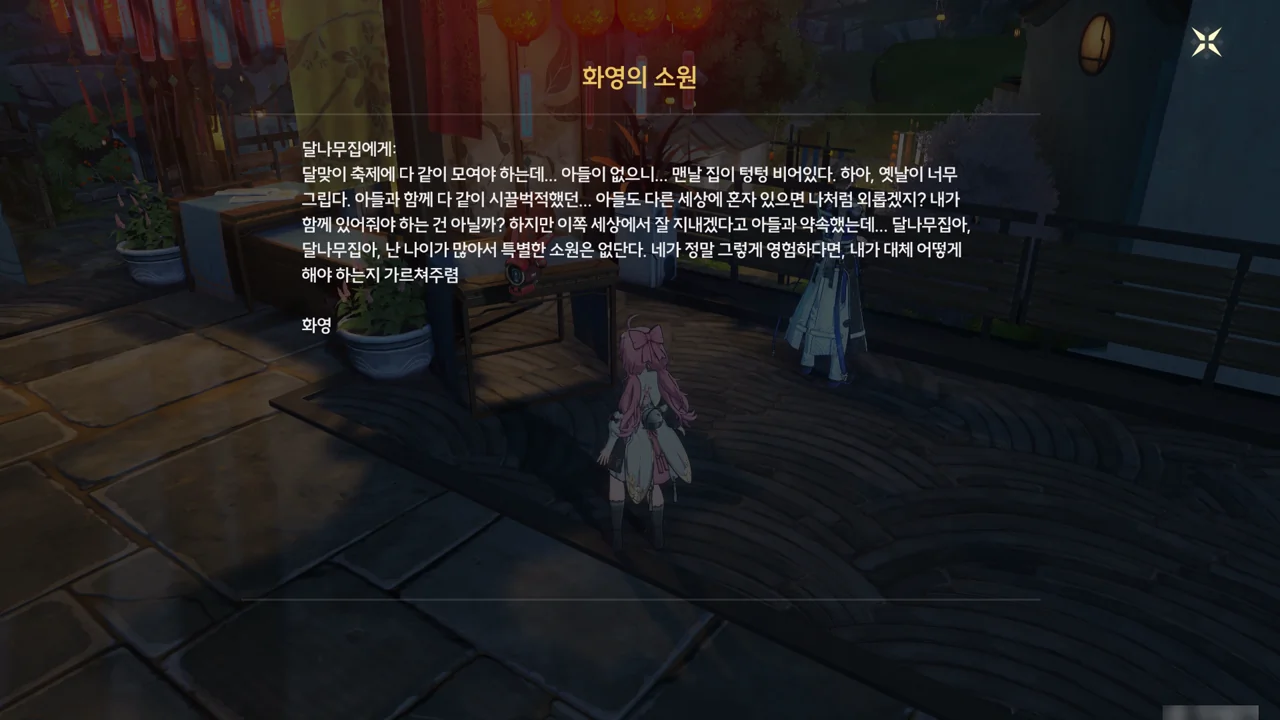 화영의 소원
달나무집에게:
달맞이 축제에 다 같이 모여야 하는데... 아들이 없으니... 맨날 집이 텅텅 비어있다. 하아, 옛날이 너무
그립다. 아들과 함께 다 같이 시끌벅적했던... 아들도 다른 세상에 혼자 있으면 나처럼 외롭겠지? 내가
함께 있어줘야 하는 건 아닐까? 하지만 이쪽 세상에서 잘 지내겠다고 아들과 약속했는데... 달나무집아,
달나무집아, 난 나이가 많아서 특별한 소원은 없단다. 네가 정말 그렇게 영험하다면, 내가 대체 어떻게
해야 하는지 가르쳐주렴
화영